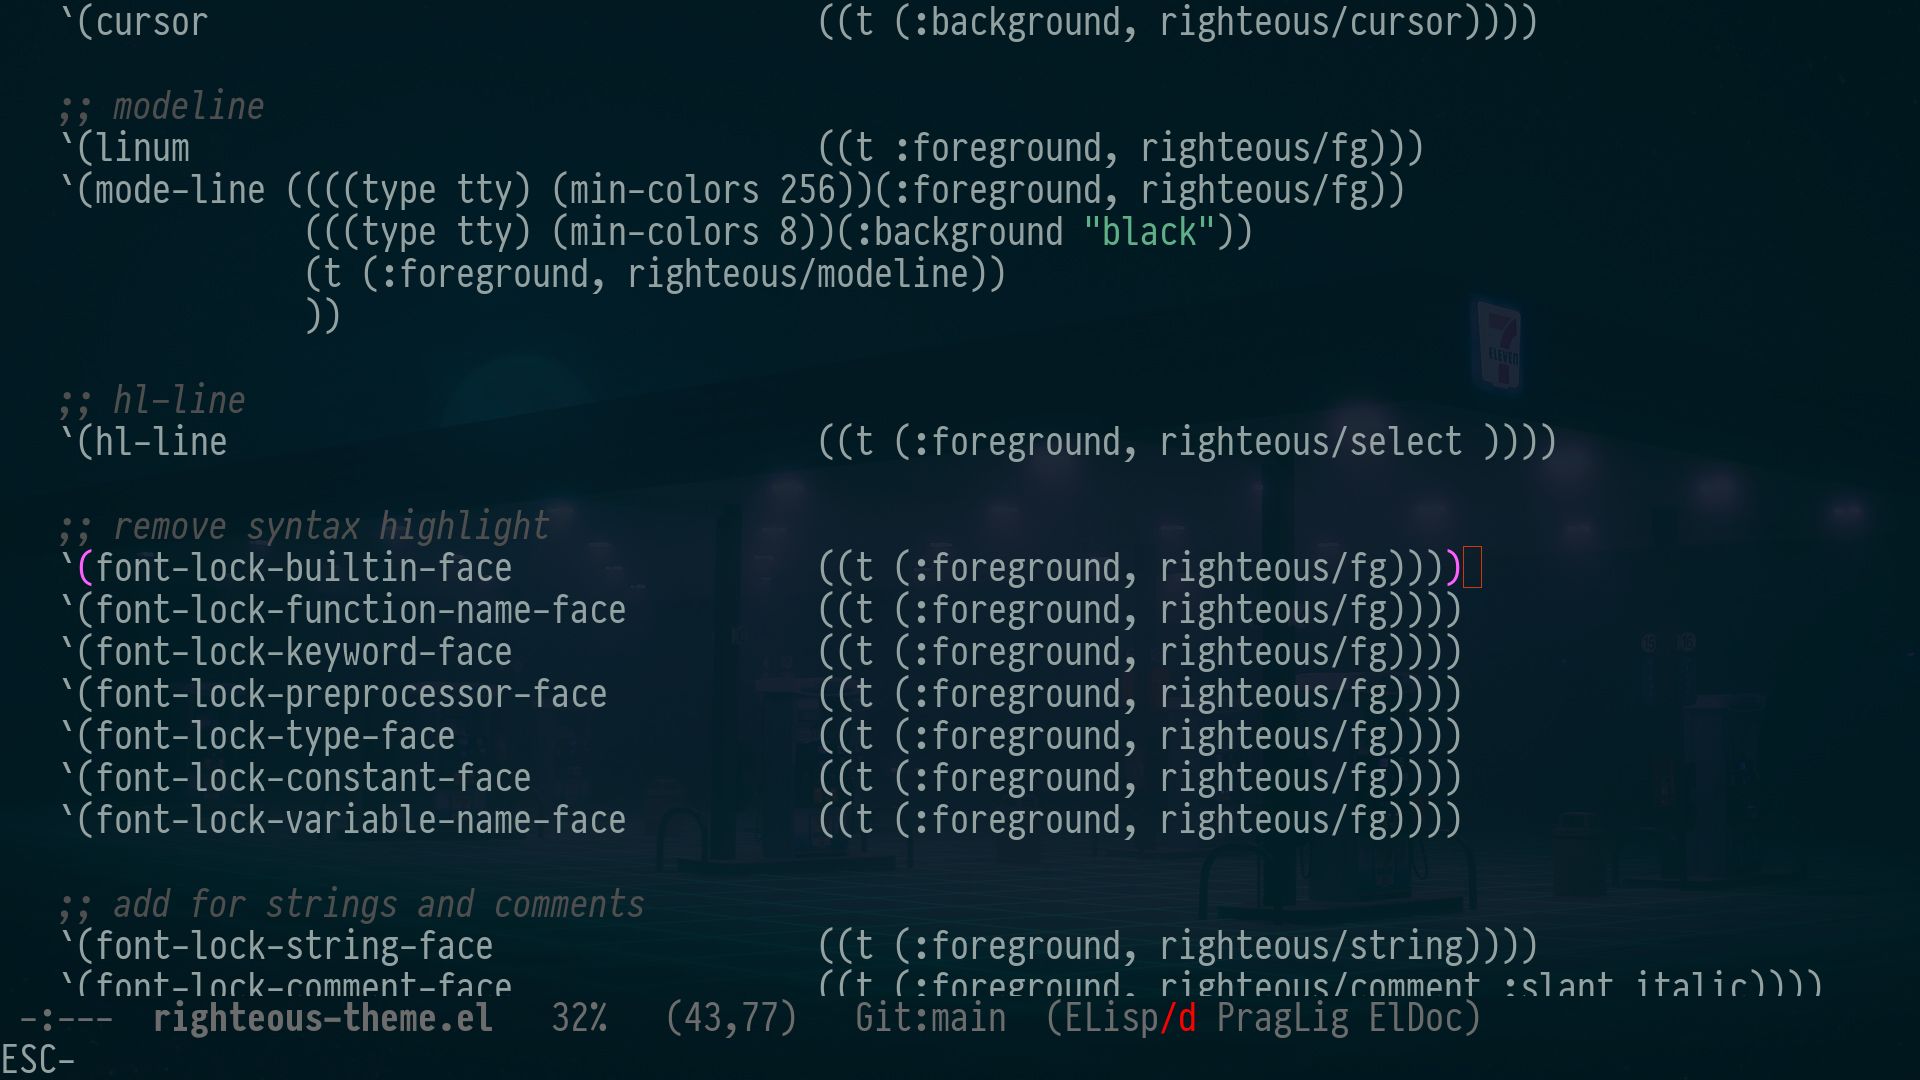 `(cursor ((t (:background, righteous/cursor))))
;; modeline
`(linum ((t :foreground, righteous/fg)))
`(mode-line ((((type tty) (min-colors 256))(:foreground, righteous/fg))
(((type tty) (min-colors 8))(:background "black"))
(t (:foreground, righteous/modeline))
))
7
ELEVEN
;; hl-line
`(hl-line ((t (:foreground, righteous/select ))))
;; remove syntax highlight
`(font-lock-builtin-face ((t (:foreground, righteous/fg))))
`(font-lock-function-name-face ((t (:foreground, righteous/fg))))
`(font-lock-keyword-face ((t (:foreground, righteous/fg))))
`(font-lock-preprocessor-face ((t (:foreground, righteous/fg))))
`(font-lock-type-face ((t (:foreground, righteous/fg))))
`(font-lock-constant-face ((t (:foreground, righteous/fg))))
`(font-lock-variable-name-face ((t (:foreground, righteous/fg))))
;; add for strings and comments
`(font-lock-string-face ((t (:foreground, righteous/string))))
`(font-lock-comment-face ((t (:foreground, righteous/comment :slant italic))))
-:--- righteous-theme.el 32% (43,77) Git:main (ELisp/d PragLig ElDoc)
ESC-